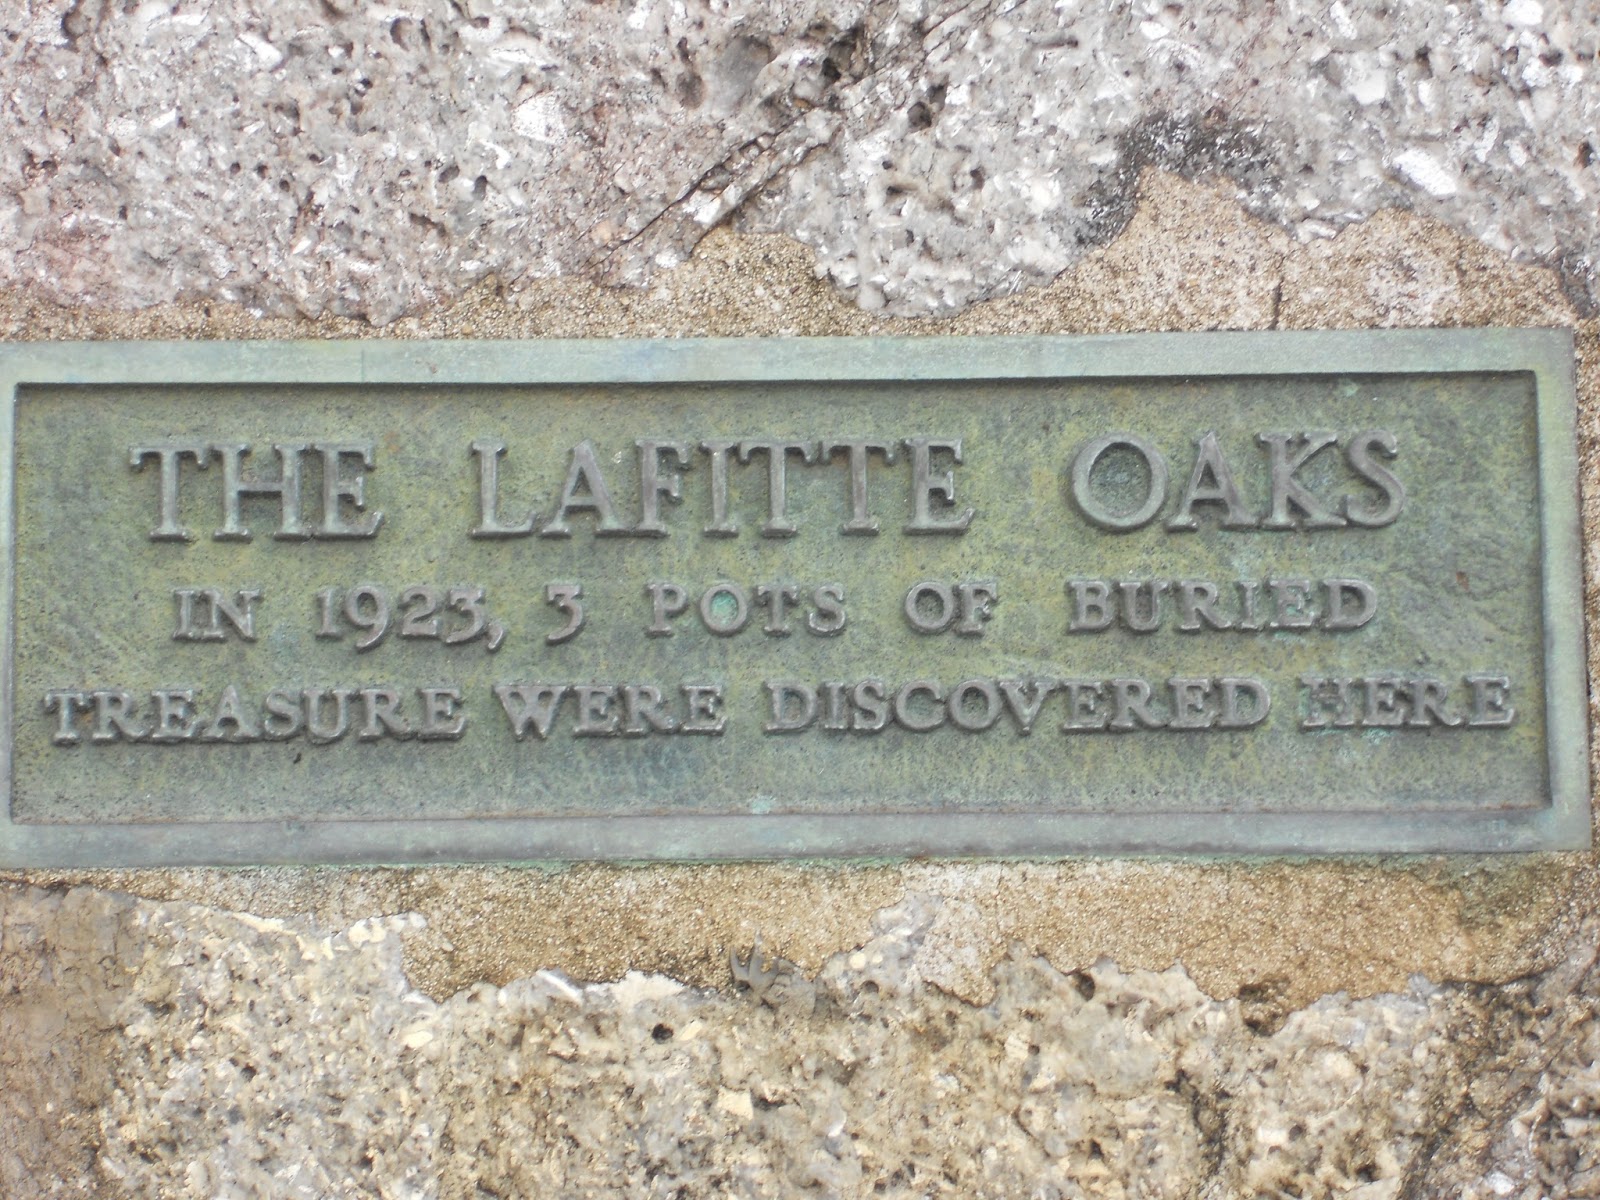 THE LAFITTE OAKS
IN 1923, 3 POTS OF BURIED
TREASURE WERE DISCOVERED HERE